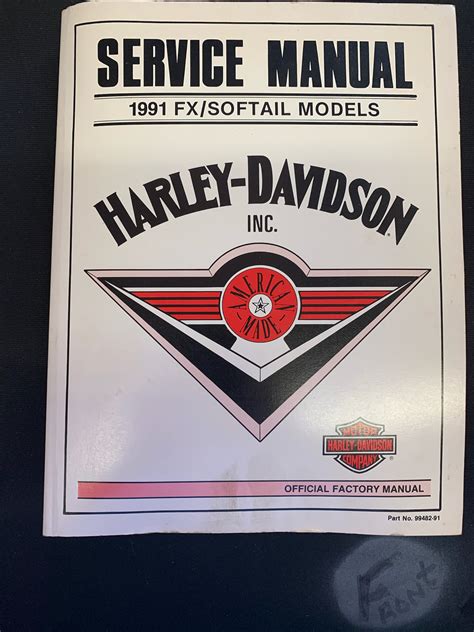 SERVICE MANUAL
1991 FX/SOFTAIL MODELS
HARLEY-DAVIDSON
INC.
AMERICAN
MADE
MOTOR
HARLEY-DAVIDSON
COMPANY
OFFICIAL FACTORY MANUAL
Part No. 99482-91
FRONT